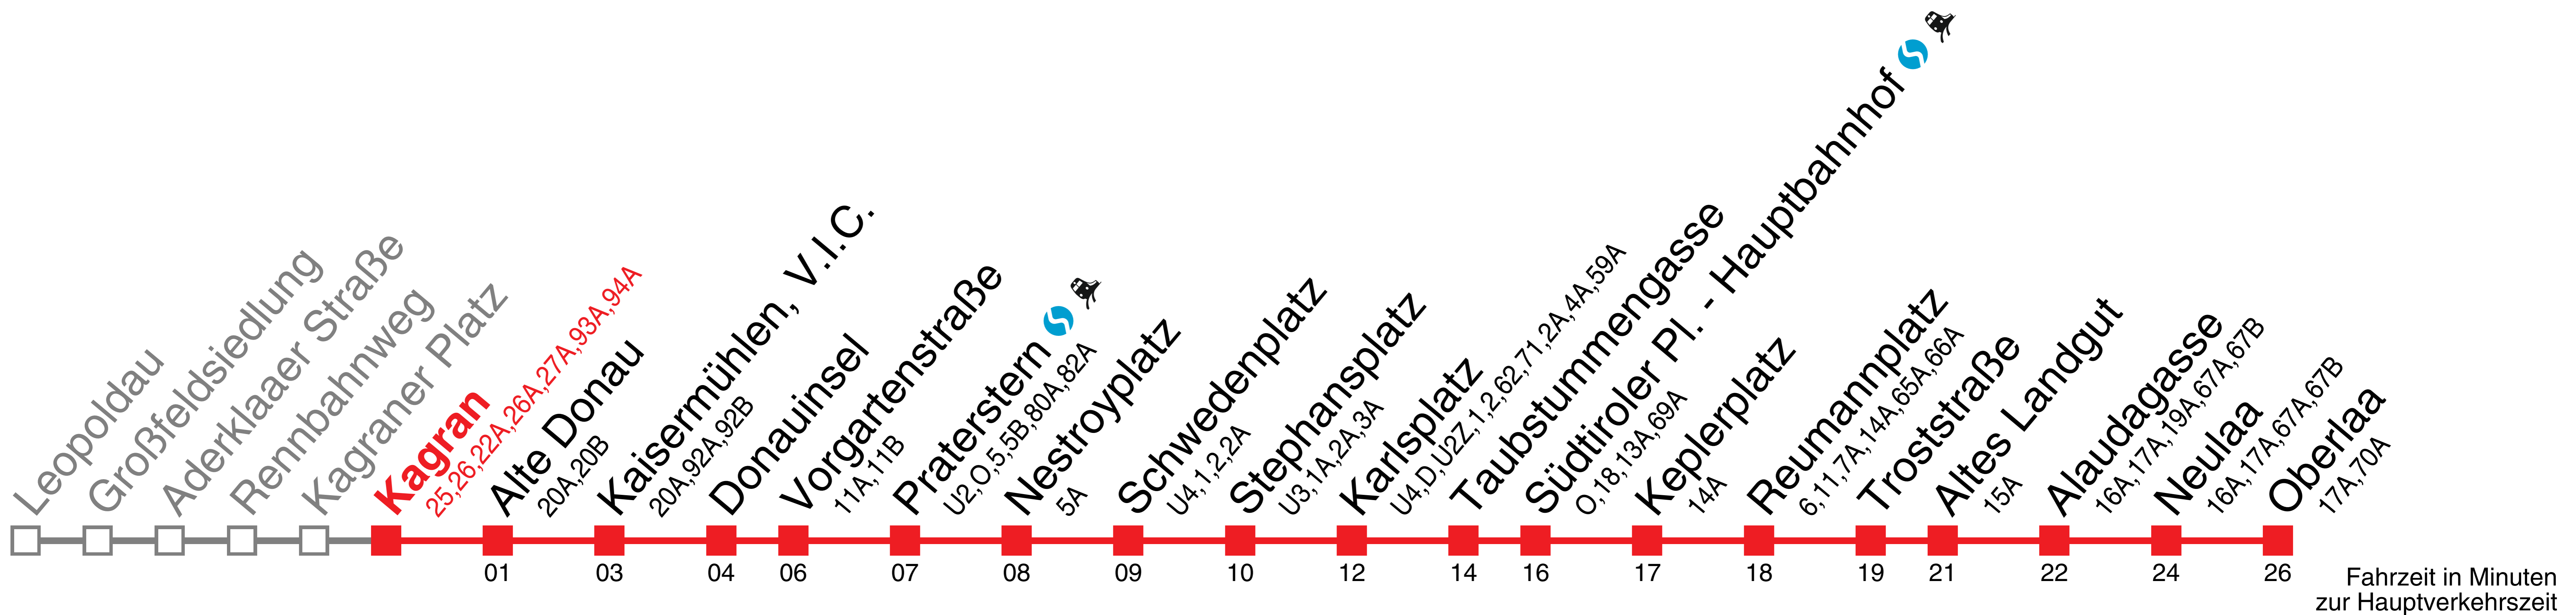 Leopoldau
Großfeldsiedlung
Aderklaaer Straße
Rennbahnweg
Kagraner Platz
Kagran
25,26,22A,26A,27A,93A,94A
Alte Donau
20A,20B
Kaisermühlen, V.I.C.
20A,92A,92B
Donauinsel
Vorgartenstraße
11A,11B
Praterstern
U2,O,5,5B,80A,82A
Nestroyplatz
5A
Schwedenplatz
U4,1,2,2A
Stephansplatz
U3,1A,2A,3A
Karlsplatz
U4,D,U2Z,1,2,62,71,2A,4A,59A
Taubstummengasse
Südtiroler Pl. - Hauptbahnhof
O,18,13A,69A
Keplerplatz
14A
Reumannplatz
6,11,7A,14A,65A,66A
Troststraße
Altes Landgut
15A
Alaudagasse
16A,17A,19A,67A,67B
Neulaa
16A,17A,67A,67B
Oberlaa
17A,70A
01 03 04 06 07 08 09 10 12 14 16 17 18 19 21 22 24 26
Fahrzeit in Minuten
zur Hauptverkehrszeit